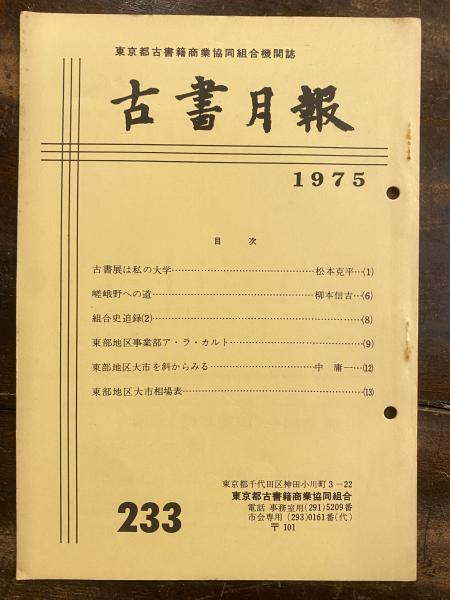 東京都古書籍商業協同組合機関誌
古書月報
1975
目次
古書展は私の大学……………………………松本克平…(1)
嵯峨野への道…………………………………柳本信吉…(6)
組合史追録(2)……………………………………………(8)
東部地区事業部ア・ラ・カルト…………………………(9)
東部地区大市を斜からみる…………………中 庸一…(12)
東部地区大市相場表………………………………………(13)
東京都千代田区神田小川町3-22
東京都古書籍商業協同組合
電話 事務室用(291)5209番
市会専用(293)0161番(代)
〒101
233